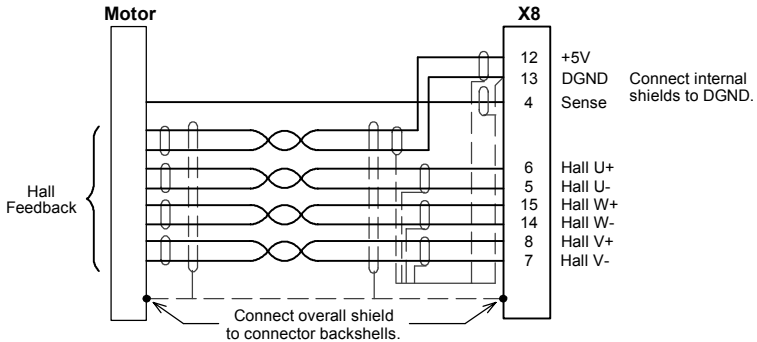 Motor
X8
12 +5V
13 DGND
4 Sense
Connect internal
shields to DGND.
6 Hall U+
5 Hall U-
15 Hall W+
14 Hall W-
8 Hall V+
7 Hall V-
Hall
Feedback
Connect overall shield
to connector backshells.